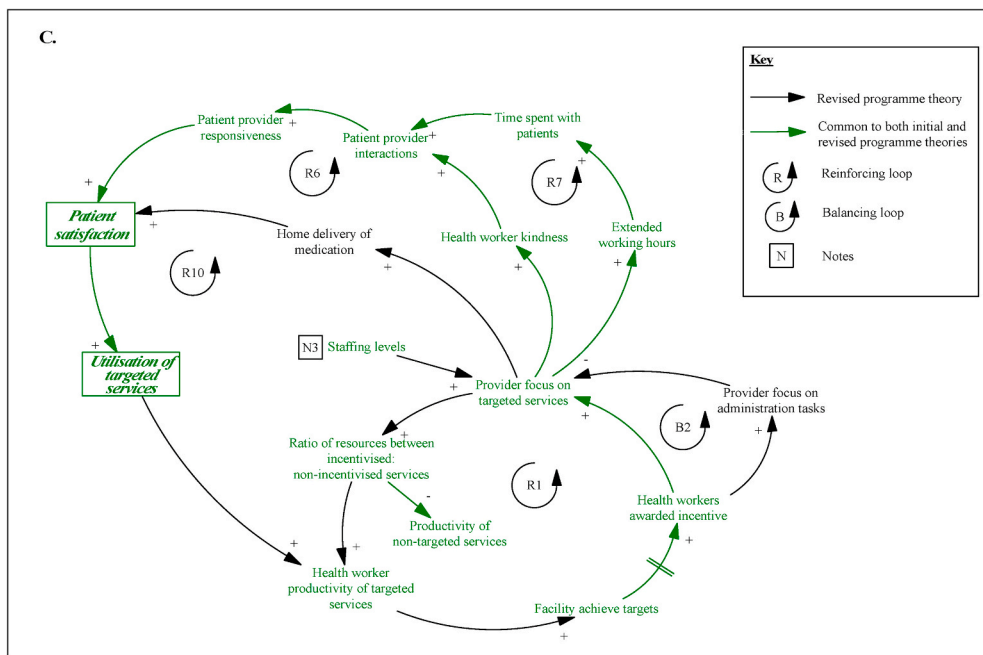 C.
Key
Revised programme theory
Common to both initial and
revised programme theories
R
Reinforcing loop
B
Balancing loop
N
Notes
Patient provider
responsiveness
+
Patient provider
interactions
+
Time spent with
patients
+
R6
R7
+
+
+
Patient
satisfaction
+
Home delivery of
medication
Health worker kindness
Extended
working hours
R10
+
+
+
N3
Staffing levels
+
Utilisation of
targeted
services
-
Provider focus on
targeted services
+
+
Provider focus on
administration tasks
+
B2
Ratio of resources between
incentivised:
non-incentivised services
+
R1
-
Productivity of
non-targeted services
Health workers
awarded incentive
+
+
+
Health worker
productivity of targeted
services
Facility achieve targets
+